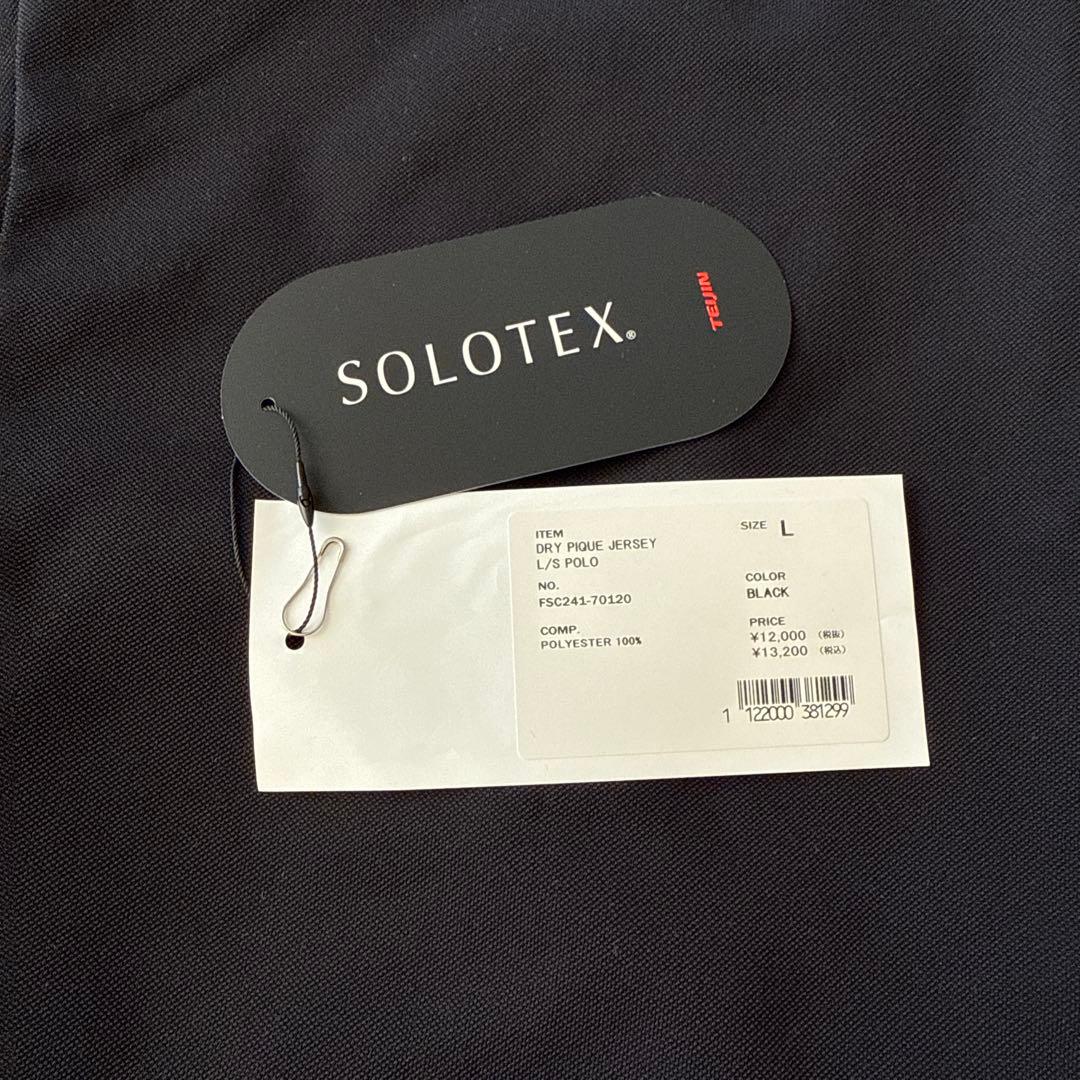 SOLOTEX®
TEIJIN
ITEM
DRY PIQUE JERSEY
L/S POLO
NO.
FSC241-70120
COMP.
POLYESTER 100%
SIZE L
COLOR
BLACK
PRICE
¥12,000 (税抜)
¥13,200 (税込)
1 122000 381299